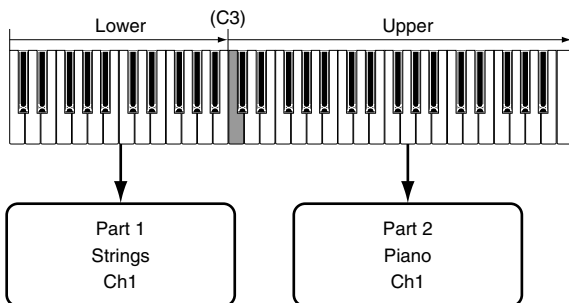 Lower
(C3)
Upper
Part 1
Strings
Ch1
Part 2
Piano
Ch1